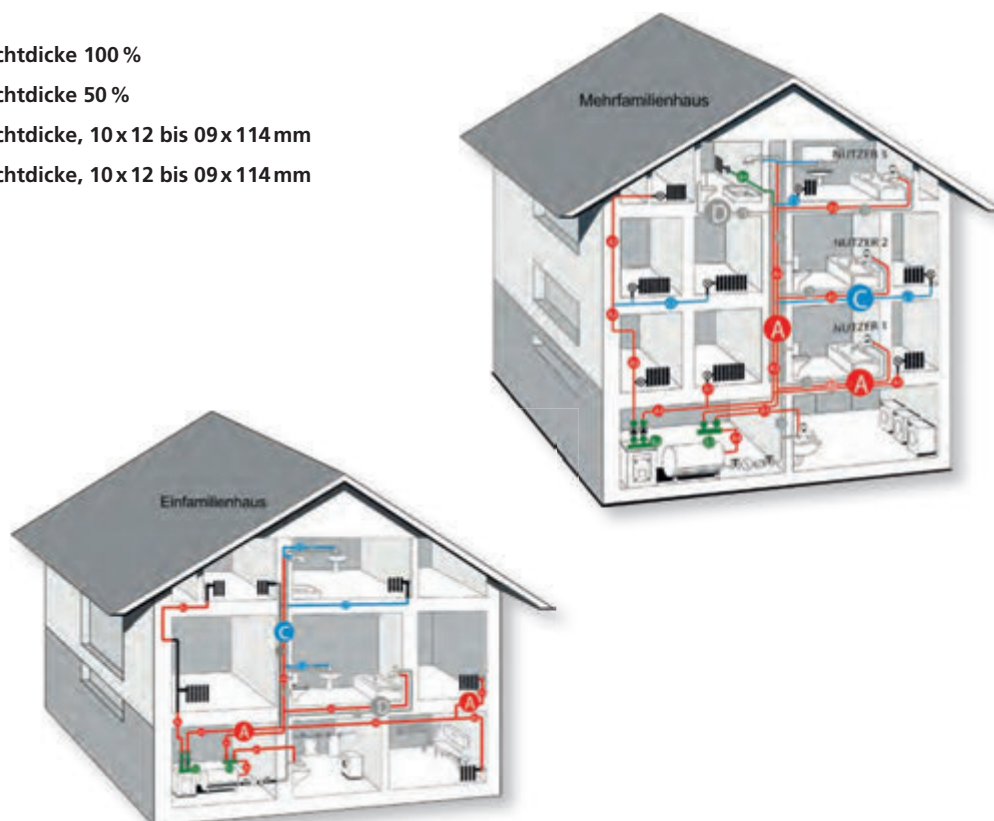 chtdicke 100 %
chtdicke 50 %
chtdicke, 10 x 12 bis 09 x 114 mm
chtdicke, 10 x 12 bis 09 x 114 mm
Mehrfamilienhaus
NUTZER 3
D
NUTZER 2
C
A
NUTZER 1
A
Einfamilienhaus
C
D
A
A